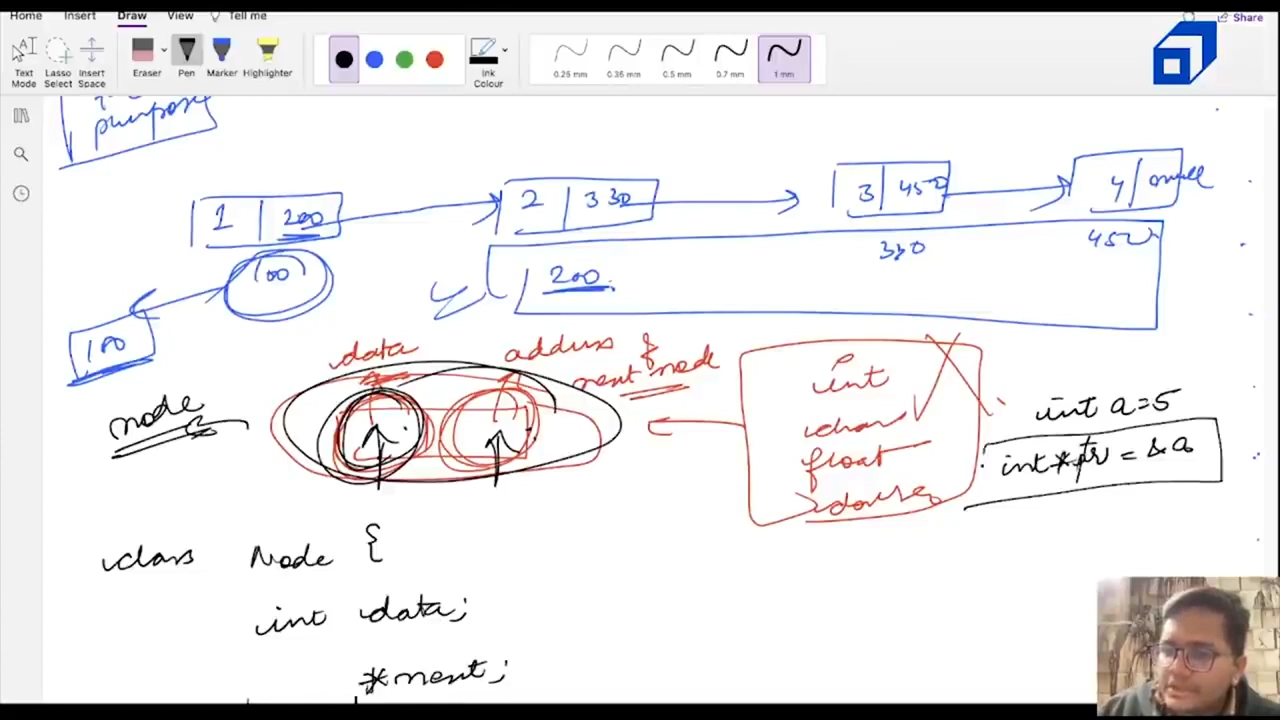 Home Insert Draw View Tell me
Share
Text Mode
Lasso Select
Insert Space
Eraser
Pen
Marker
Highlighter
Ink Colour
0.25 mm
0.35 mm
0.5 mm
0.7 mm
1 mm
purpose
1 200
2 330
3 450
4 null
100
200
330
450
100
data
address of next node
node
int
char
float
double
int a=5
int *ptr = &a
class Node {
int data;
*next;